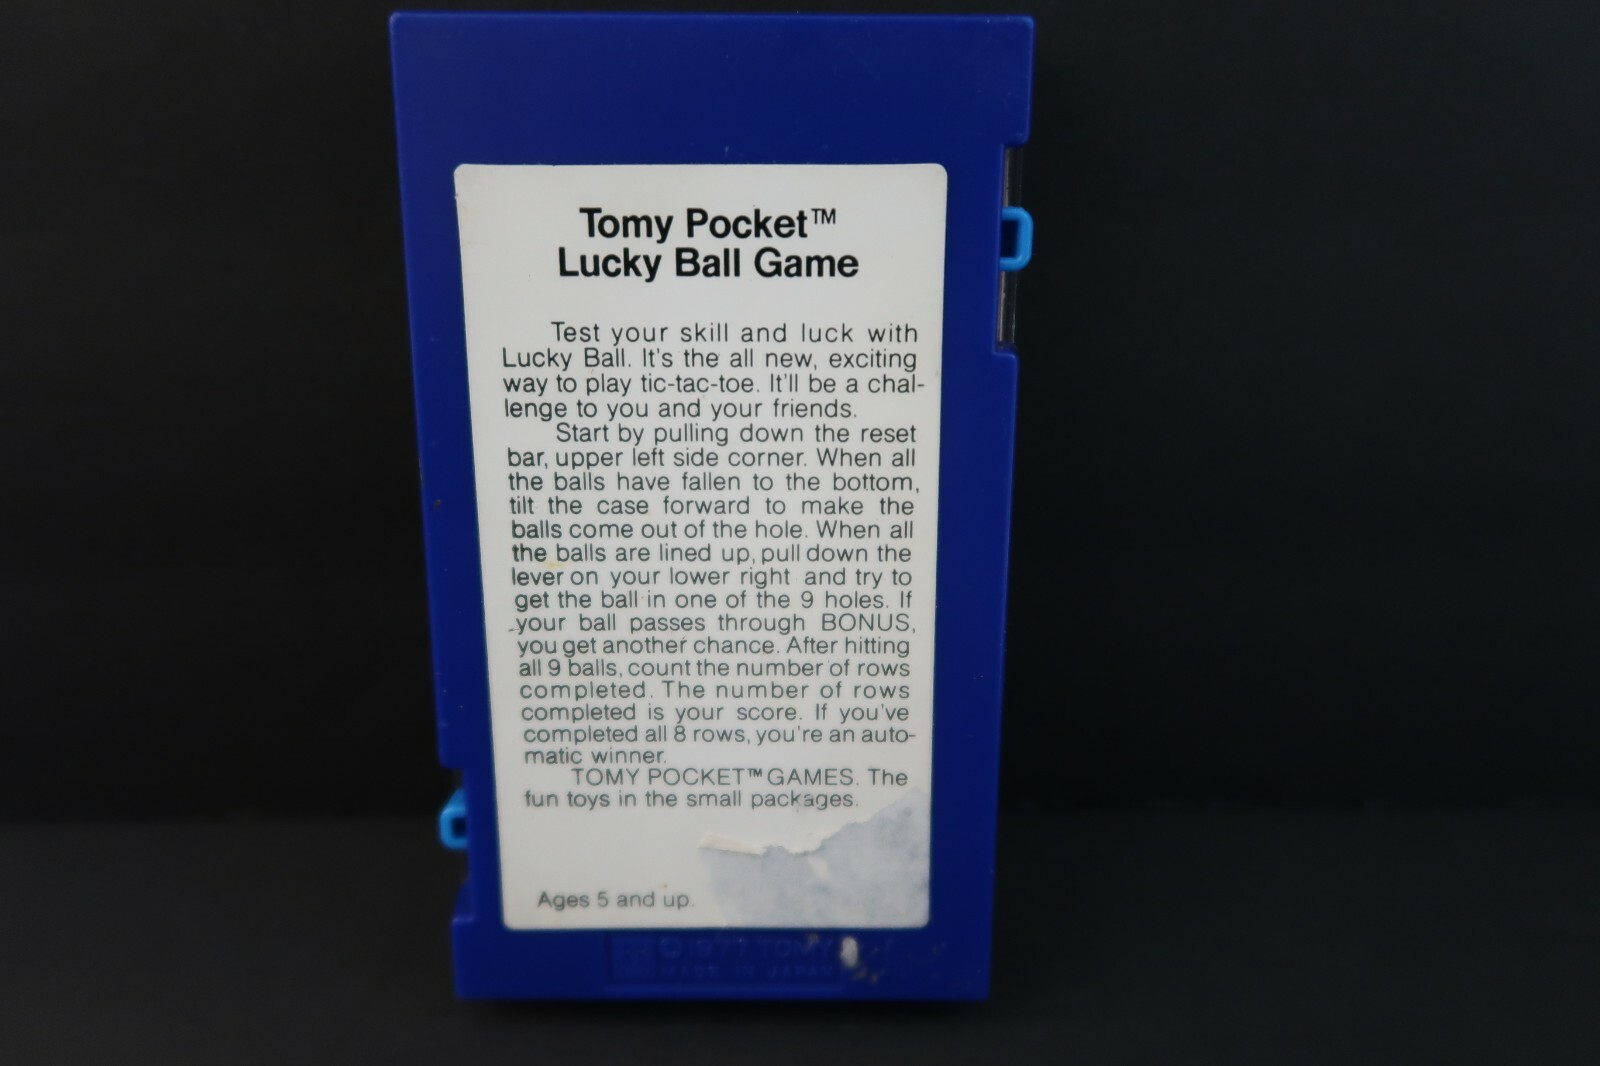 Tomy Pocket™
Lucky Ball Game
Test your skill and luck with
Lucky Ball. It's the all new, exciting
way to play tic-tac-toe. It'll be a chal-
lenge to you and your friends.
Start by pulling down the reset
bar, upper left side corner. When all
the balls have fallen to the bottom,
tilt the case forward to make the
balls come out of the hole. When all
the balls are lined up, pull down the
lever on your lower right and try to
get the ball in one of the 9 holes. If
your ball passes through BONUS,
you get another chance. After hitting
all 9 balls, count the number of rows
completed. The number of rows
completed is your score. If you've
completed all 8 rows, you're an auto-
matic winner.
TOMY POCKET™ GAMES. The
fun toys in the small packages.
Ages 5 and up.
© 1977 TOMY
MADE IN JAPAN